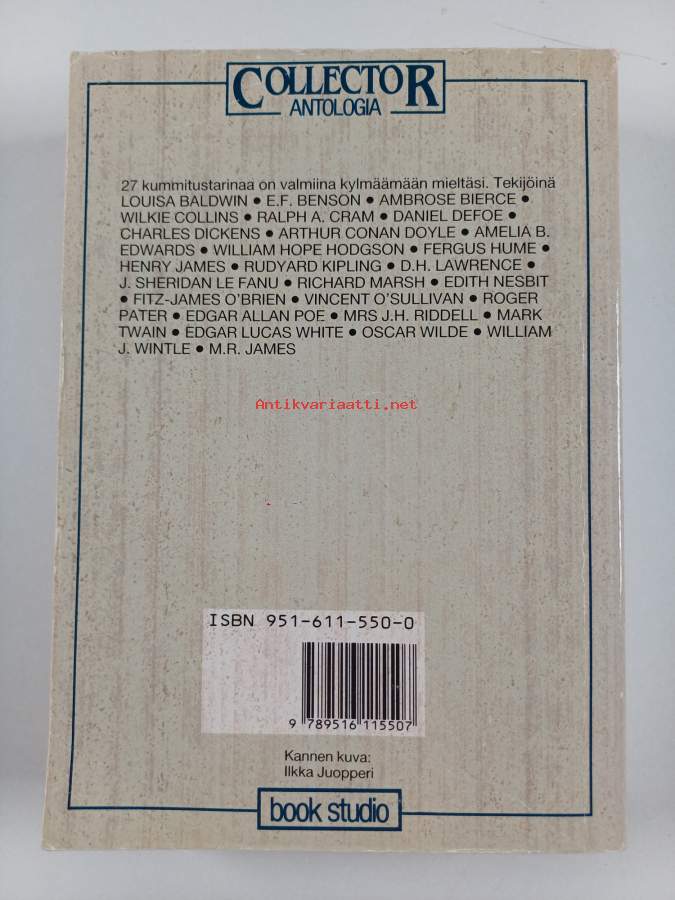 COLLECTOR
ANTOLOGIA
27 kummitustarinaa on valmiina kylmäämään mieltäsi. Tekijöinä
LOUISA BALDWIN • E.F. BENSON • AMBROSE BIERCE •
WILKIE COLLINS • RALPH A. CRAM • DANIEL DEFOE •
CHARLES DICKENS • ARTHUR CONAN DOYLE • AMELIA B.
EDWARDS • WILLIAM HOPE HODGSON • FERGUS HUME •
HENRY JAMES • RUDYARD KIPLING • D.H. LAWRENCE •
J. SHERIDAN LE FANU • RICHARD MARSH • EDITH NESBIT
• FITZ-JAMES O'BRIEN • VINCENT O'SULLIVAN • ROGER
PATER • EDGAR ALLAN POE • MRS J.H. RIDDELL • MARK
TWAIN • EDGAR LUCAS WHITE • OSCAR WILDE • WILLIAM
J. WINTLE • M.R. JAMES
Antikvariaatti.net
ISBN 951-611-550-0
9 789516 115507
Kannen kuva:
Ilkka Juopperi
book studio